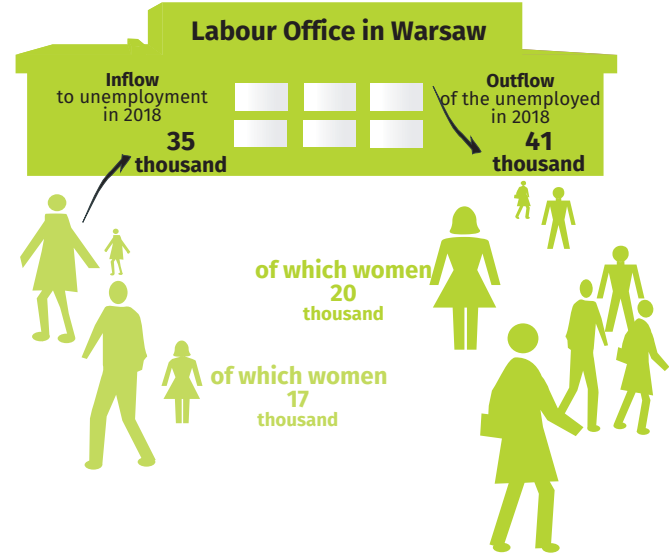 Labour Office in Warsaw
Inflow
to unemployment
in 2018
35
thousand
Outflow
of the unemployed
in 2018
41
thousand
of which women
20
thousand
of which women
17
thousand